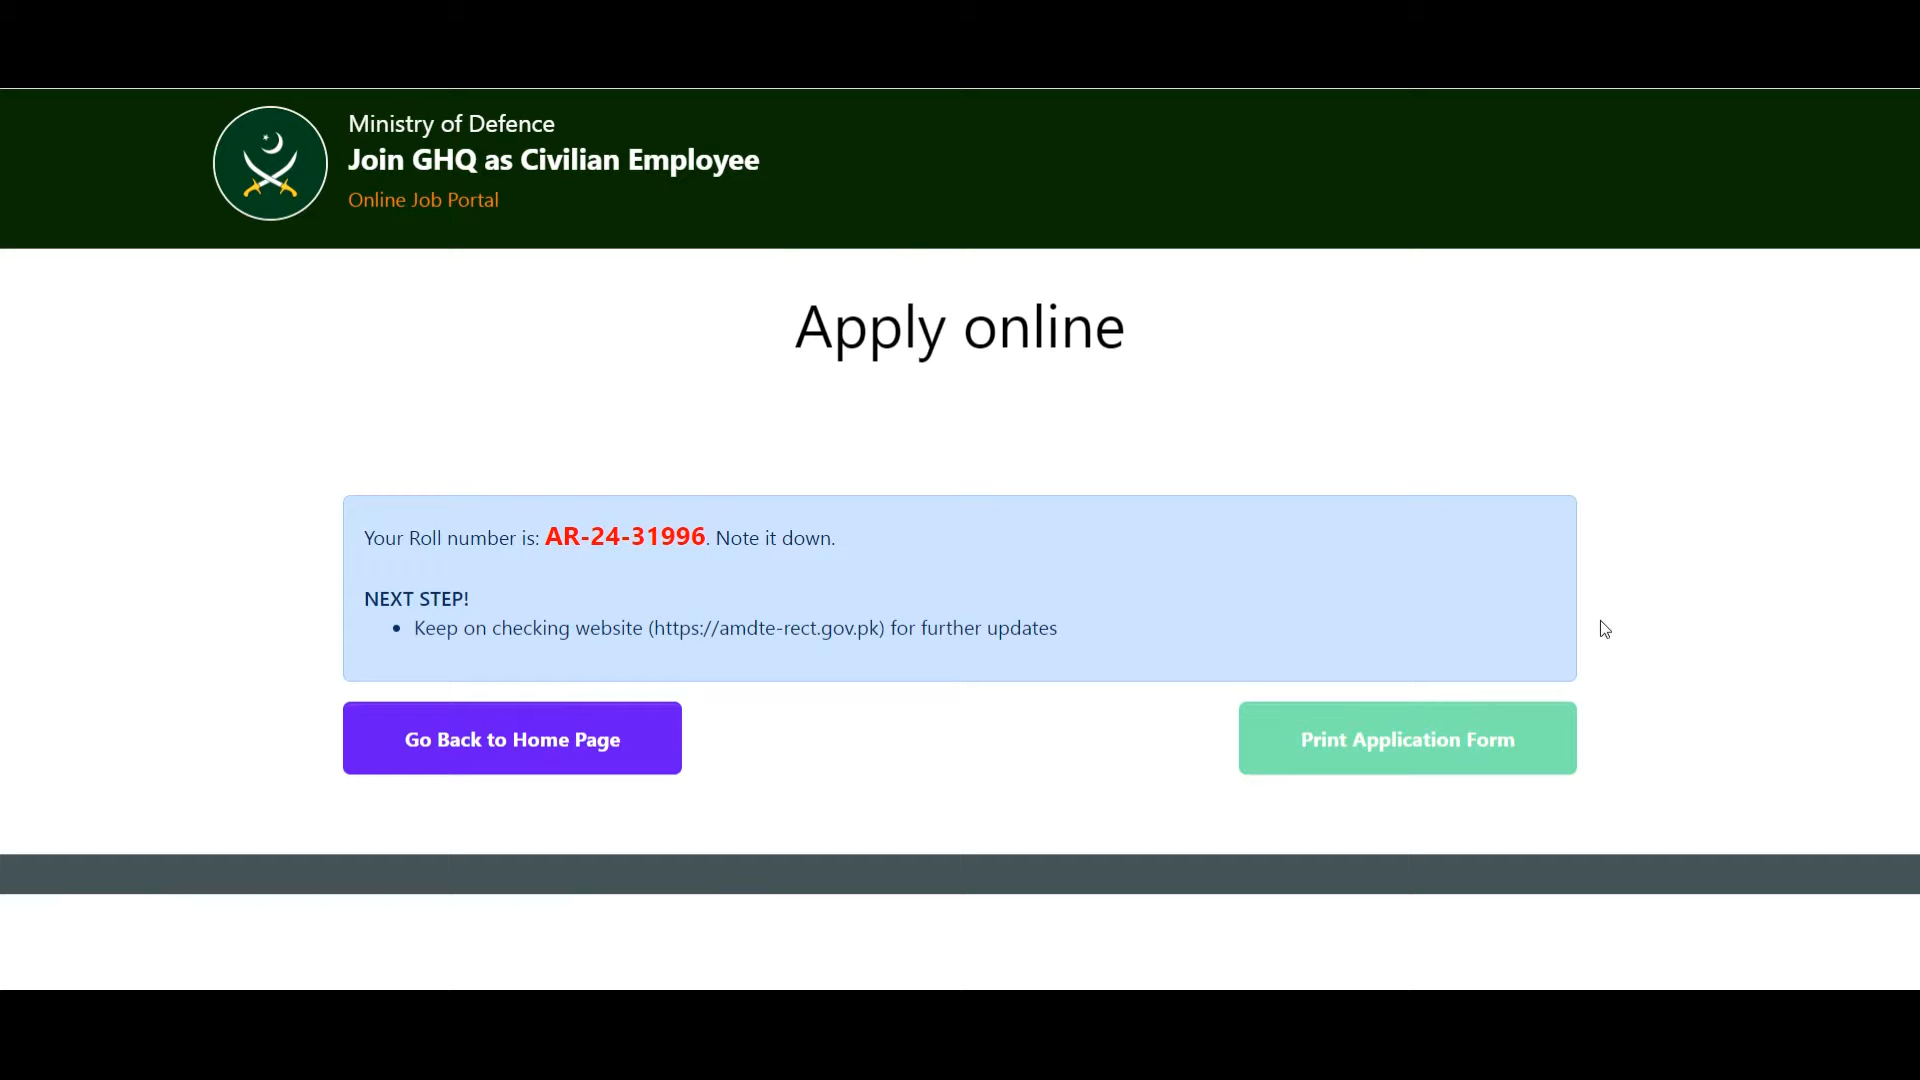 Ministry of Defence
Join GHQ as Civilian Employee
Online Job Portal
Apply online
Your Roll number is: AR-24-31996. Note it down.
NEXT STEP!
• Keep on checking website (https://amdte-rect.gov.pk) for further updates
Go Back to Home Page
Print Application Form